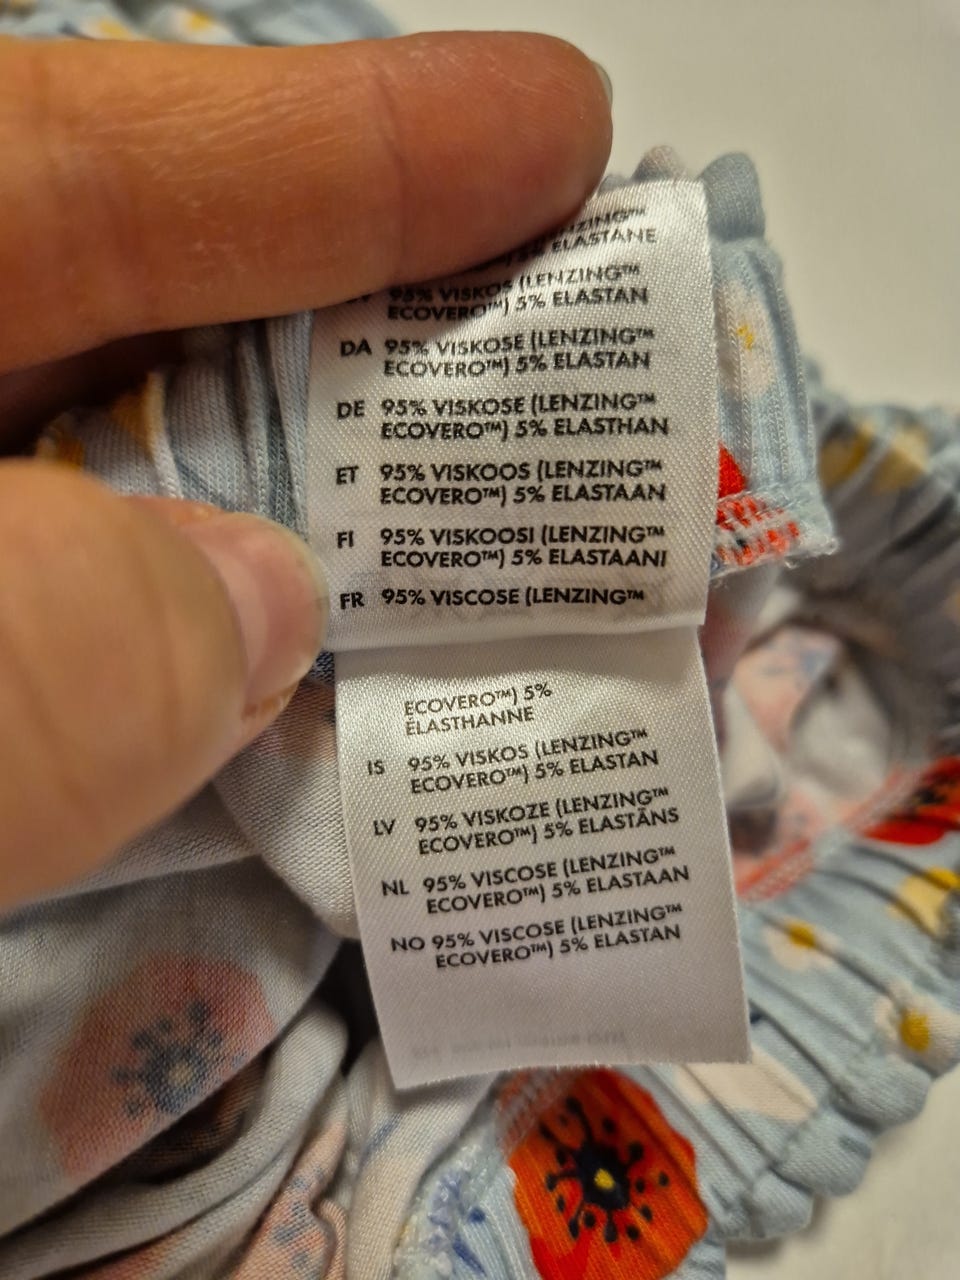 (LENZING™
5% ELASTANE
95% VISKOS (LENZING™
ECOVERO™) 5% ELASTAN
DA 95% VISKOSE (LENZING™
ECOVERO™) 5% ELASTAN
DE 95% VISKOSE (LENZING™
ECOVERO™) 5% ELASTHAN
ET 95% VISKOOS (LENZING™
ECOVERO™) 5% ELASTAAN
FI 95% VISKOOSI (LENZING™
ECOVERO™) 5% ELASTAANI
FR 95% VISCOSE (LENZING™
ECOVERO™) 5%
ÉLASTHANNE
IS 95% VISKOS (LENZING™
ECOVERO™) 5% ELASTAN
LV 95% VISKOZE (LENZING™
ECOVERO™) 5% ELASTĀNS
NL 95% VISCOSE (LENZING™
ECOVERO™) 5% ELASTAAN
NO 95% VISCOSE (LENZING™
ECOVERO™) 5% ELASTAN